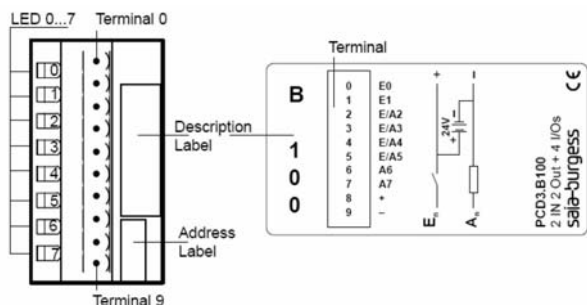 LED 0...7
Terminal 0
0
1
2
3
4
5
6
7
Description
Label
Address
Label
Terminal 9
Terminal
B
1
0
0
0 E0
1 E1
2 E/A2
3 E/A3
4 E/A4
5 E/A5
6 A6
7 A7
8 +
9 –
+
–
24V
+ –
En
An
PCD3.B100
2 IN 2 Out + 4 I/Os
saia-burgess
CE